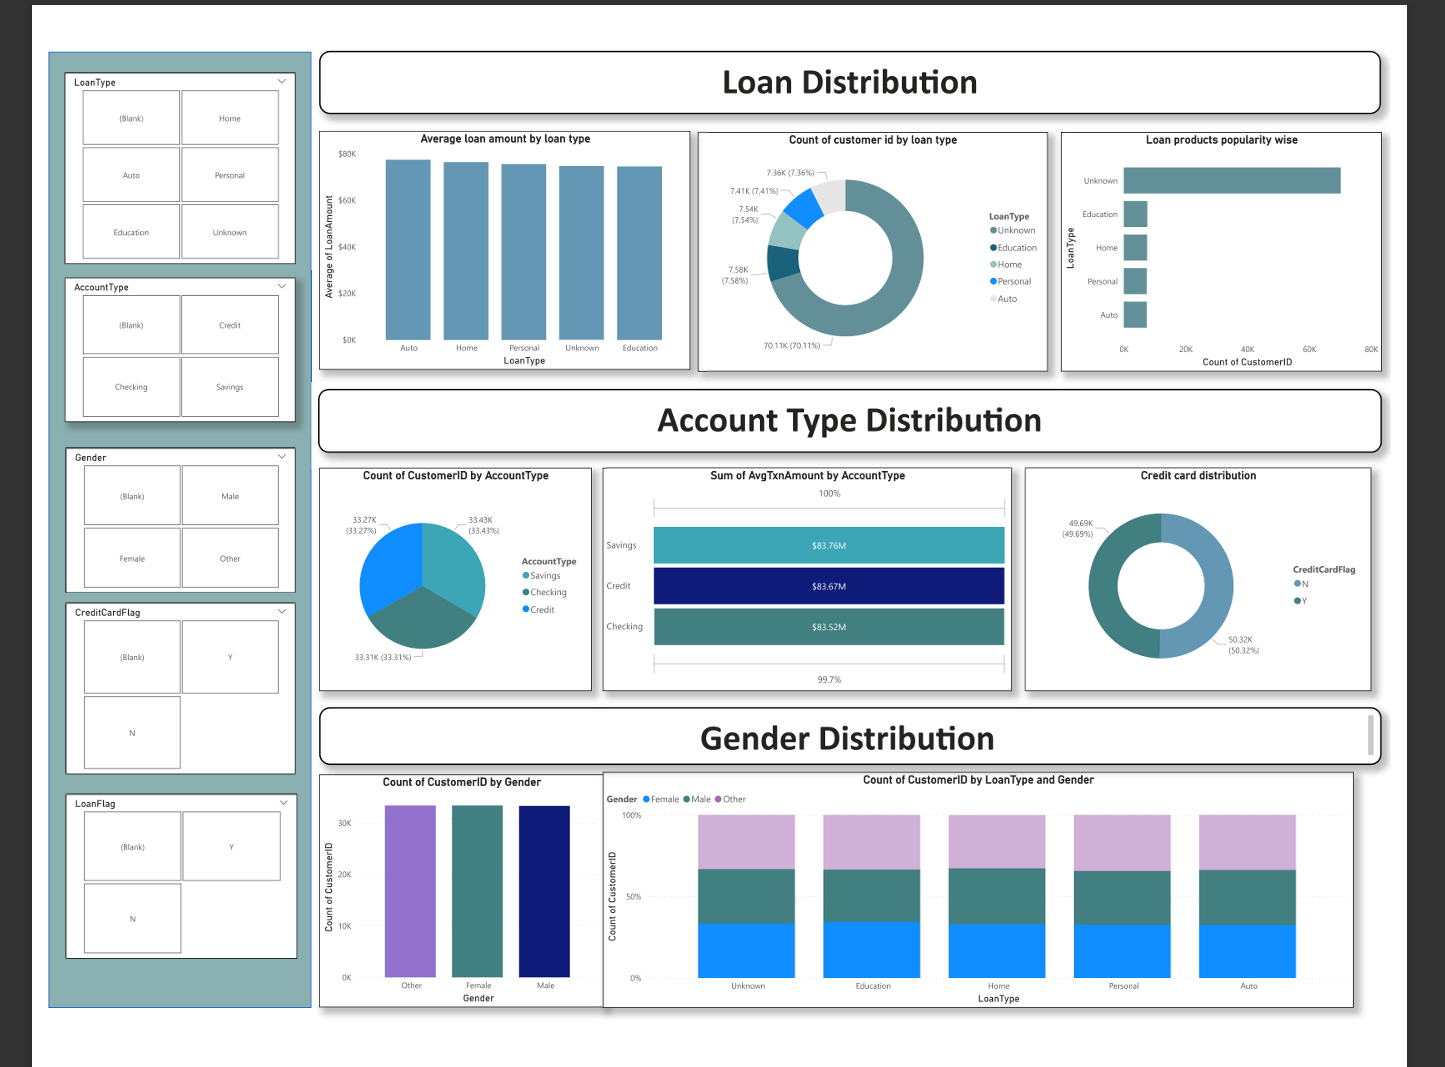 LoanType
(Blank)
Home
Auto
Personal
Education
Unknown
AccountType
(Blank)
Credit
Checking
Savings
Gender
(Blank)
Male
Female
Other
CreditCardFlag
(Blank)
Y
N
LoanFlag
(Blank)
Y
N
Loan Distribution
Average loan amount by loan type
Average of LoanAmount
$80K
$60K
$40K
$20K
$0K
Auto
Home
Personal
Unknown
Education
LoanType
Count of customer id by loan type
7.36K (7.36%)
7.41K (7.41%)
7.54K
(7.54%)
7.58K
(7.58%)
70.11K (70.11%)
LoanType
Unknown
Education
Home
Personal
Auto
Loan products popularity wise
LoanType
Unknown
Education
Home
Personal
Auto
0K
20K
40K
60K
80K
Count of CustomerID
Account Type Distribution
Count of CustomerID by AccountType
33.27K
(33.27%)
33.43K
(33.43%)
33.31K (33.31%)
AccountType
Savings
Checking
Credit
Sum of AvgTxnAmount by AccountType
100%
Savings
$83.76M
Credit
$83.67M
Checking
$83.52M
99.7%
Credit card distribution
49.69K
(49.69%)
50.32K
(50.32%)
CreditCardFlag
N
Y
Gender Distribution
Count of CustomerID by Gender
Count of CustomerID
30K
20K
10K
0K
Other
Female
Male
Gender
Count of CustomerID by LoanType and Gender
Gender
Female
Male
Other
Count of CustomerID
100%
50%
0%
Unknown
Education
Home
Personal
Auto
LoanType